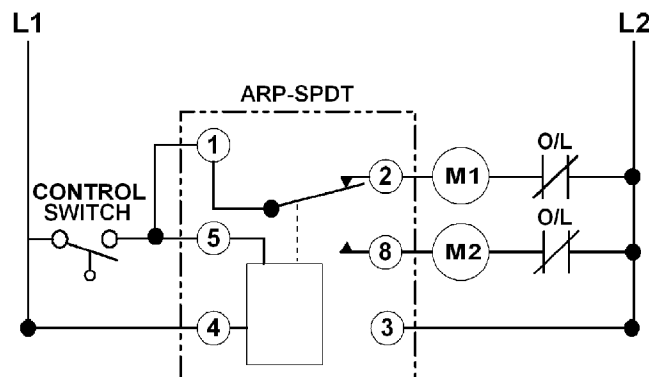 L1
L2
ARP-SPDT
1
O/L
2
M1
CONTROL
SWITCH
5
O/L
8
M2
4
3